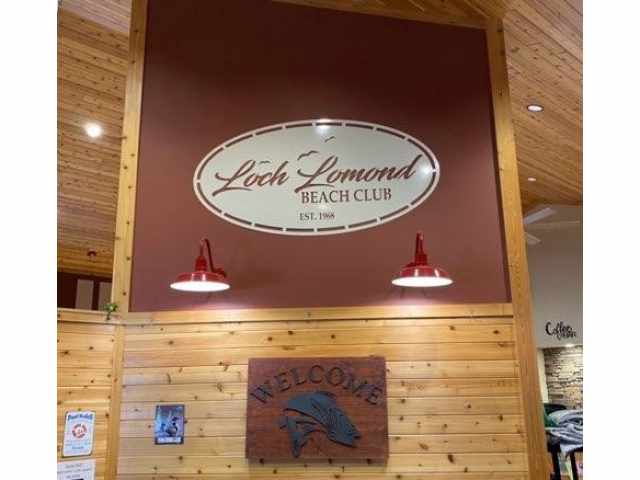 Loch Lomond
BEACH CLUB
EST. 1968
WELCOME
Coffee